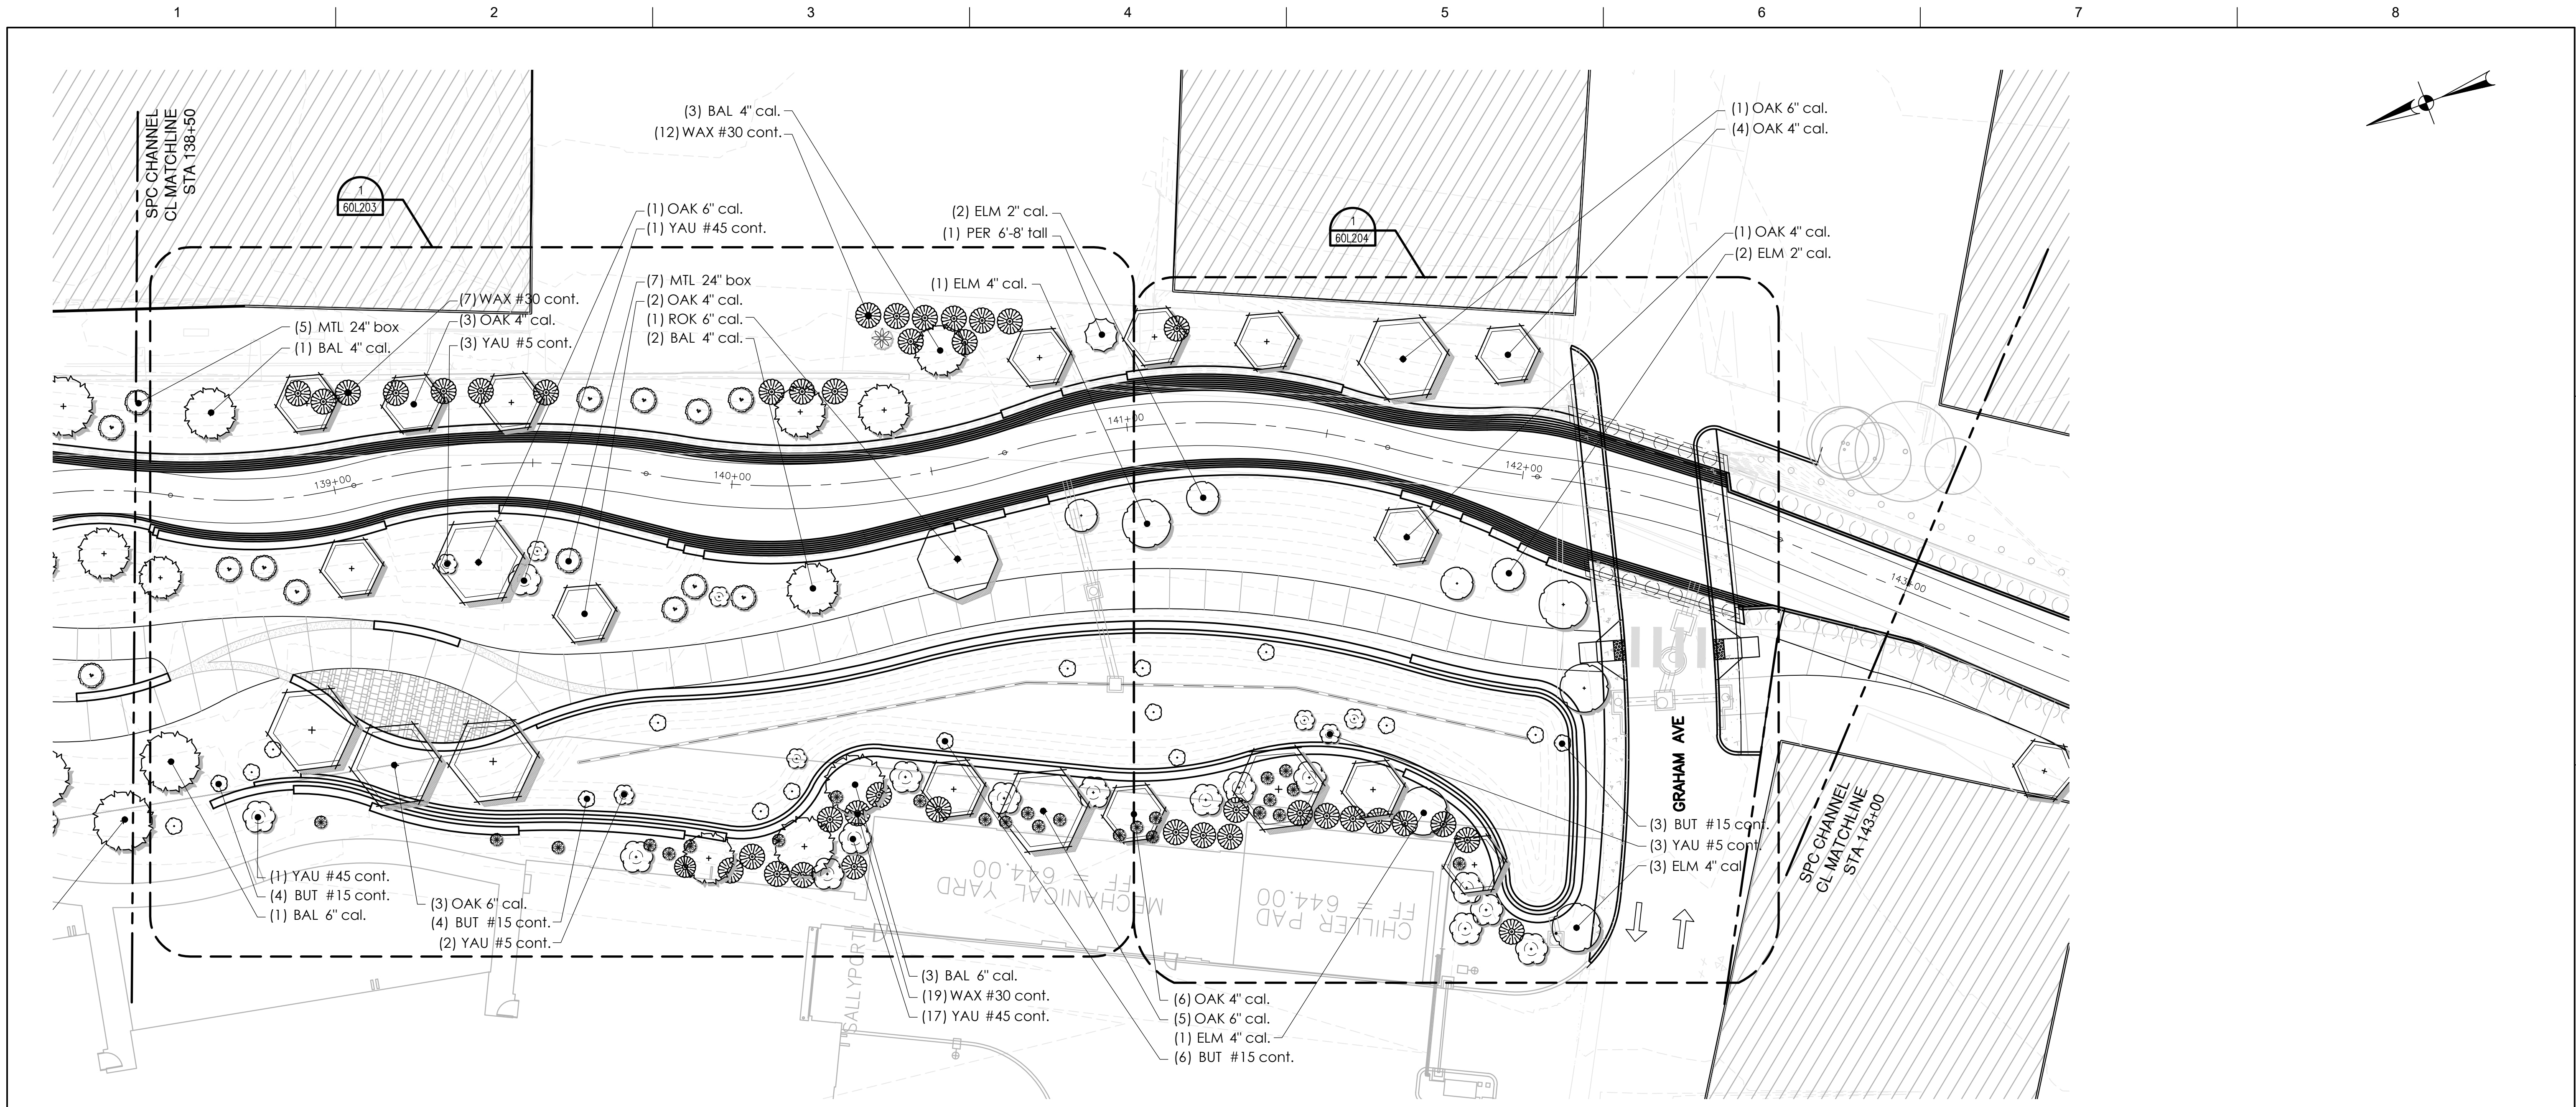 1 2 3 4 5 6 7 8
SPC CHANNEL
CL MATCHLINE
STA 138+50
1
60L203
(3) BAL 4" cal.
(12) WAX #30 cont.
(1) OAK 6" cal.
(1) YAU #45 cont.
(7) MTL 24" box
(2) OAK 4" cal.
(1) ROK 6" cal.
(2) BAL 4" cal.
(7) WAX #30 cont.
(3) OAK 4" cal.
(3) YAU #5 cont.
(5) MTL 24" box
(1) BAL 4" cal.
(2) ELM 2" cal.
(1) PER 6'-8' tall
(1) ELM 4" cal.
1
60L204
(1) OAK 6" cal.
(4) OAK 4" cal.
(1) OAK 4" cal.
(2) ELM 2" cal.
139+00
140+00
141+00
142+00
143+00
GRAHAM AVE
SPC CHANNEL
CL MATCHLINE
STA 143+00
(3) BUT #15 cont.
(3) YAU #5 cont.
(3) ELM 4" cal.
MECHANICAL YARD
FF = 644.00
CHILLER PAD
FF = 644.00
SALLYPORT
(1) YAU #45 cont.
(4) BUT #15 cont.
(1) BAL 6" cal.
(3) OAK 6" cal.
(4) BUT #15 cont.
(2) YAU #5 cont.
(3) BAL 6" cal.
(19) WAX #30 cont.
(17) YAU #45 cont.
(6) OAK 4" cal.
(5) OAK 6" cal.
(1) ELM 4" cal.
(6) BUT #15 cont.